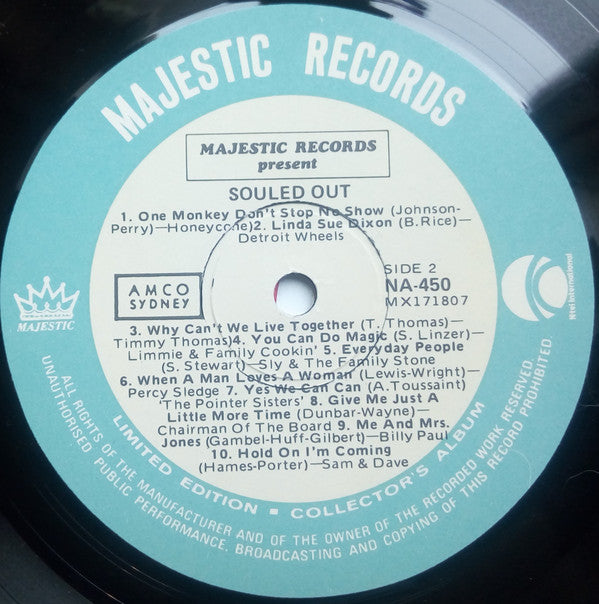 MAJESTIC RECORDS
MAJESTIC RECORDS
present
SOULED OUT
1. One Monkey Don't Stop No Show (Johnson-
Perry)—Honeycone)2. Linda Sue Dixon (B.Rice)—
Detroit Wheels
AMCO
SYDNEY
SIDE 2
NA-450
MX171807
MAJESTIC
Ntel International
3. Why Can't We Live Together (T. Thomas)—
Timmy Thomas)4. You Can Do Magic (S. Linzer)—
Limmie & Family Cookin' 5. Everyday People
(S. Stewart)—Sly & The Family Stone
6. When A Man Loves A Woman (Lewis-Wright)—
Percy Sledge 7. Yes We Can Can (A.Toussaint)
'The Pointer Sisters' 8. Give Me Just A
Little More Time (Dunbar-Wayne)—
Chairman Of The Board 9. Me And Mrs.
Jones (Gambel-Huff-Gilbert)—Billy Paul
10. Hold On I'm Coming
(Hames-Porter)—Sam & Dave
LIMITED EDITION ■ COLLECTOR'S ALBUM
ALL RIGHTS OF THE MANUFACTURER AND OF THE OWNER OF THE RECORDED WORK RESERVED
UNAUTHORISED PUBLIC PERFORMANCE, BROADCASTING AND COPYING OF THIS RECORD PROHIBITED